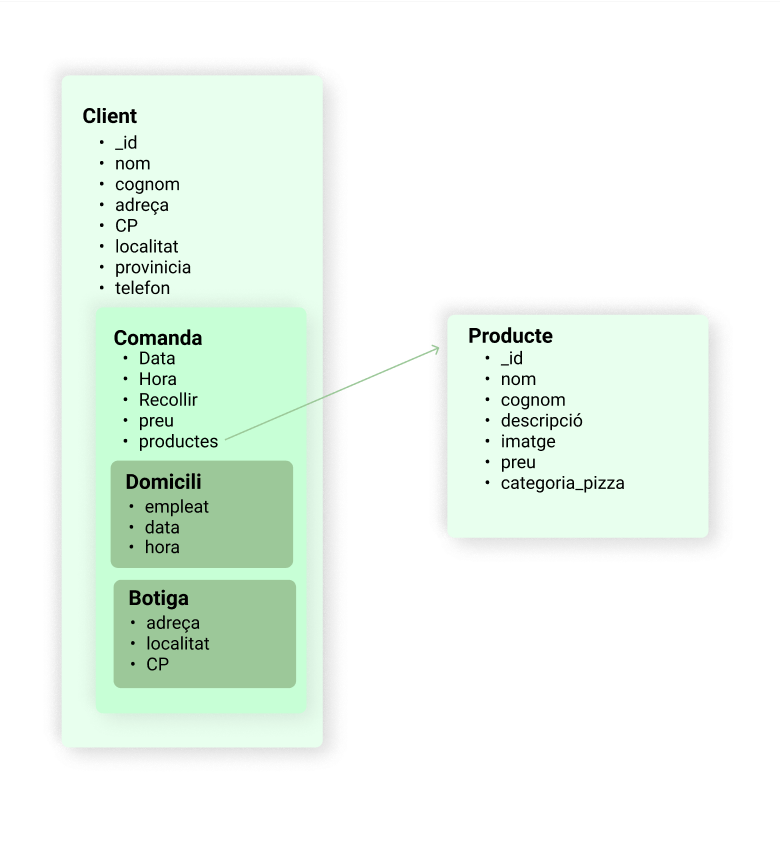 Client
• _id
• nom
• cognom
• adreça
• CP
• localitat
• provinicia
• telefon
Comanda
• Data
• Hora
• Recollir
• preu
• productes
Domicili
• empleat
• data
• hora
Botiga
• adreça
• localitat
• CP
Producte
• _id
• nom
• cognom
• descripció
• imatge
• preu
• categoria_pizza